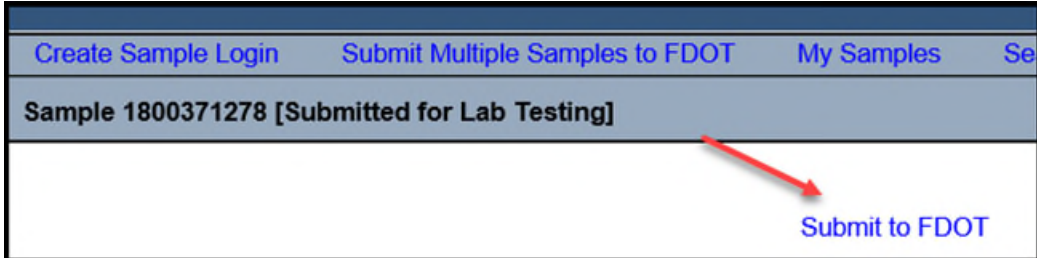 Create Sample Login Submit Multiple Samples to FDOT My Samples Se
Sample 1800371278 [Submitted for Lab Testing]
Submit to FDOT